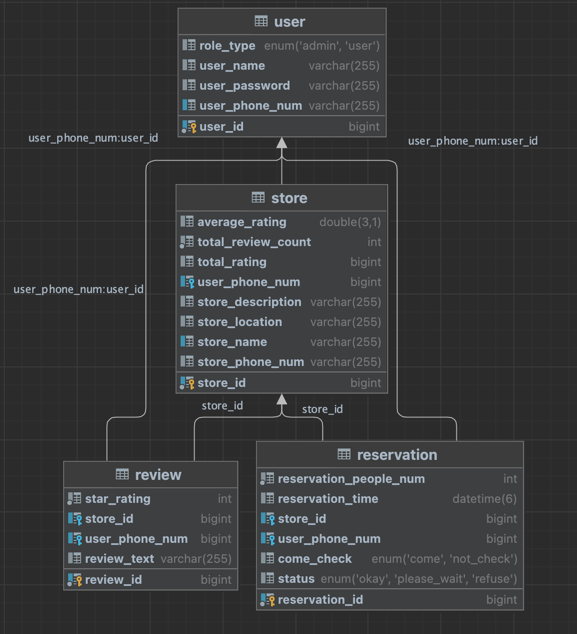 user
role_type enum('admin', 'user')
user_name varchar(255)
user_password varchar(255)
user_phone_num varchar(255)
user_id bigint
user_phone_num:user_id
user_phone_num:user_id
store
average_rating double(3,1)
total_review_count int
total_rating bigint
user_phone_num bigint
store_description varchar(255)
store_location varchar(255)
store_name varchar(255)
store_phone_num varchar(255)
store_id bigint
user_phone_num:user_id
store_id
store_id
review
star_rating int
store_id bigint
user_phone_num bigint
review_text varchar(255)
review_id bigint
reservation
reservation_people_num int
reservation_time datetime(6)
store_id bigint
user_phone_num bigint
come_check enum('come', 'not_check')
status enum('okay', 'please_wait', 'refuse')
reservation_id bigint